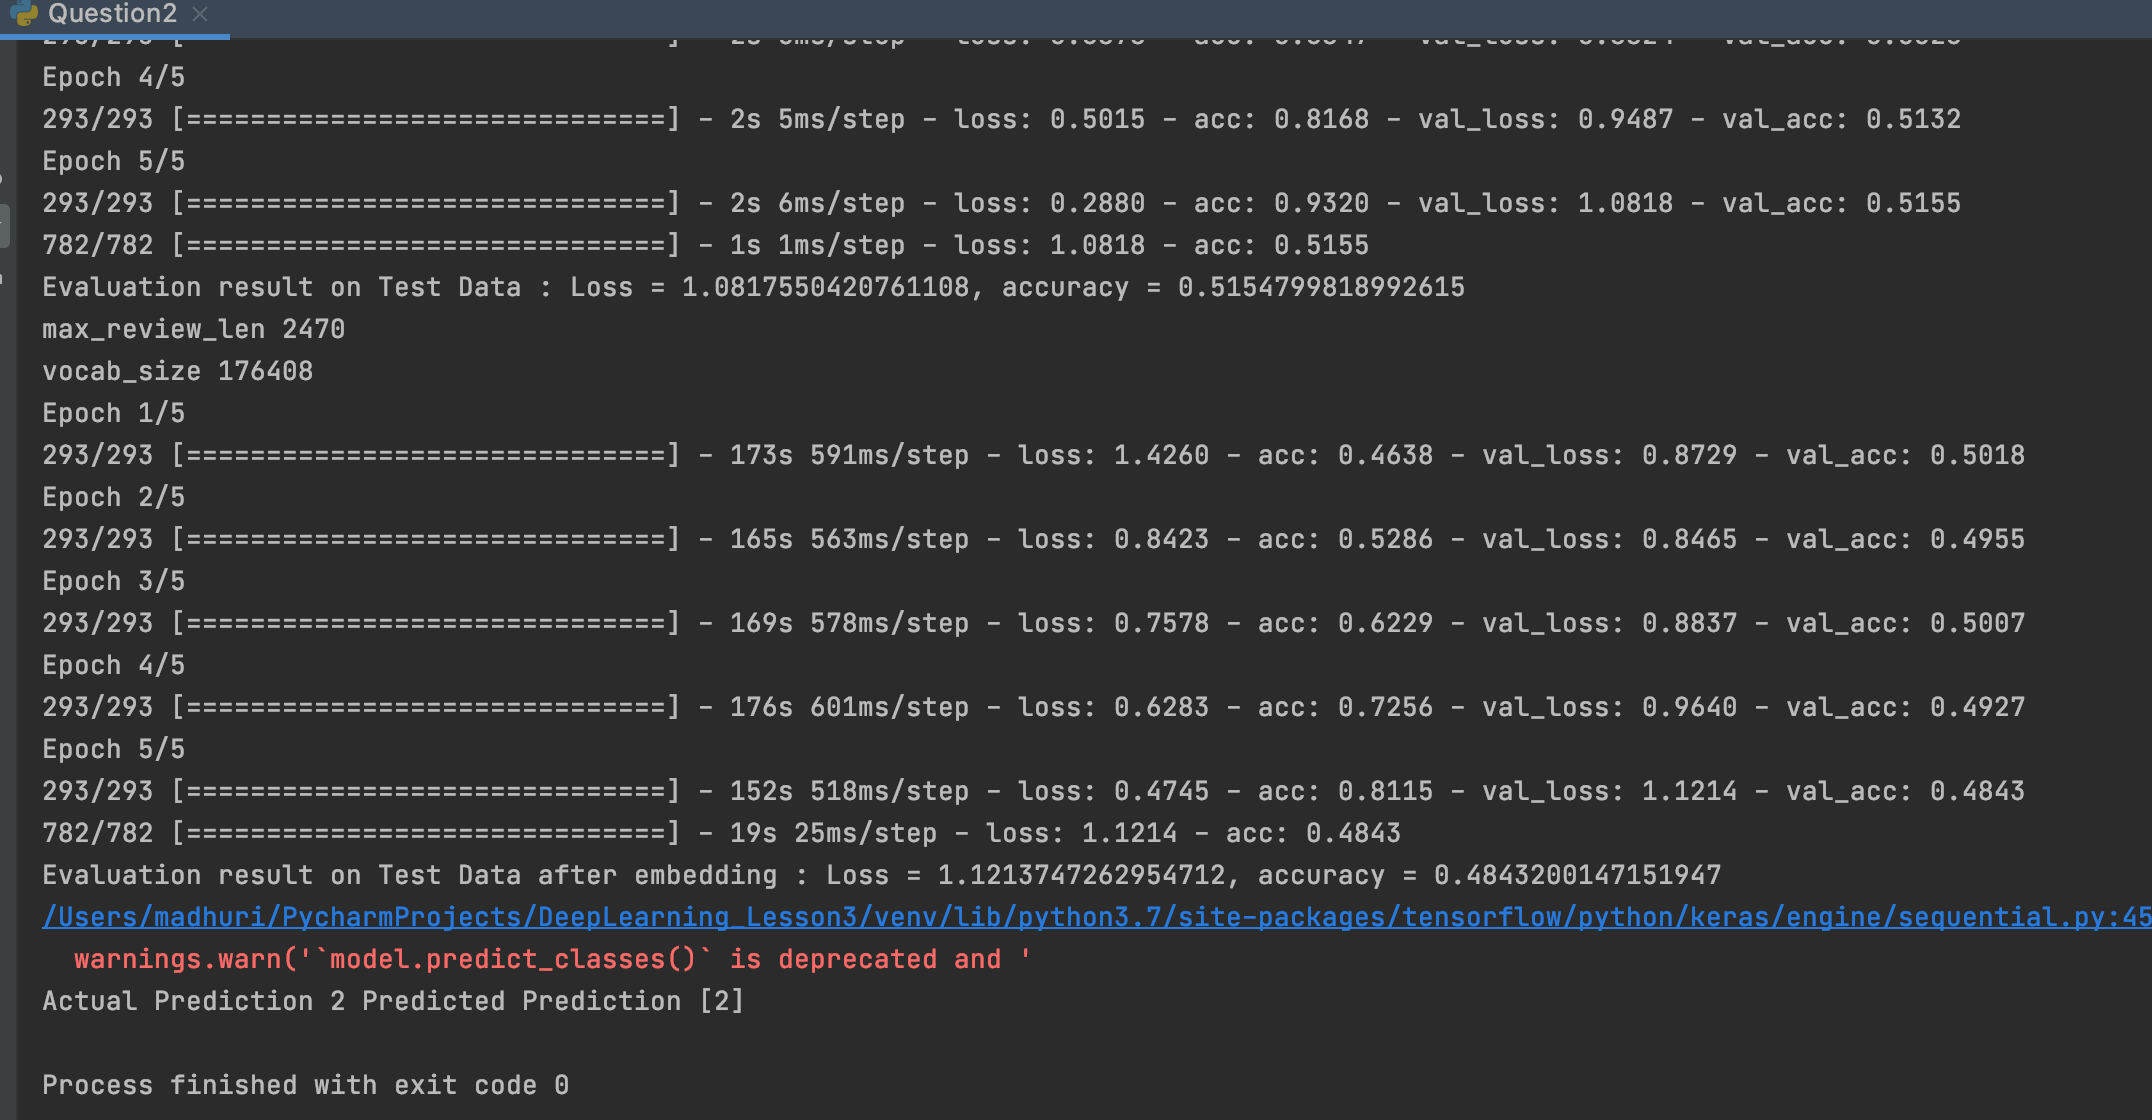 Question2
Epoch 4/5
293/293 [==============================] - 2s 5ms/step - loss: 0.5015 - acc: 0.8168 - val_loss: 0.9487 - val_acc: 0.5132
Epoch 5/5
293/293 [==============================] - 2s 6ms/step - loss: 0.2880 - acc: 0.9320 - val_loss: 1.0818 - val_acc: 0.5155
782/782 [==============================] - 1s 1ms/step - loss: 1.0818 - acc: 0.5155
Evaluation result on Test Data : Loss = 1.0817550420761108, accuracy = 0.5154799818992615
max_review_len 2470
vocab_size 176408
Epoch 1/5
293/293 [==============================] - 173s 591ms/step - loss: 1.4260 - acc: 0.4638 - val_loss: 0.8729 - val_acc: 0.5018
Epoch 2/5
293/293 [==============================] - 165s 563ms/step - loss: 0.8423 - acc: 0.5286 - val_loss: 0.8465 - val_acc: 0.4955
Epoch 3/5
293/293 [==============================] - 169s 578ms/step - loss: 0.7578 - acc: 0.6229 - val_loss: 0.8837 - val_acc: 0.5007
Epoch 4/5
293/293 [==============================] - 176s 601ms/step - loss: 0.6283 - acc: 0.7256 - val_loss: 0.9640 - val_acc: 0.4927
Epoch 5/5
293/293 [==============================] - 152s 518ms/step - loss: 0.4745 - acc: 0.8115 - val_loss: 1.1214 - val_acc: 0.4843
782/782 [==============================] - 19s 25ms/step - loss: 1.1214 - acc: 0.4843
Evaluation result on Test Data after embedding : Loss = 1.1213747262954712, accuracy = 0.4843200147151947
/Users/madhuri/PycharmProjects/DeepLearning_Lesson3/venv/lib/python3.7/site-packages/tensorflow/python/keras/engine/sequential.py:45
warnings.warn('`model.predict_classes()` is deprecated and '
Actual Prediction 2 Predicted Prediction [2]
Process finished with exit code 0